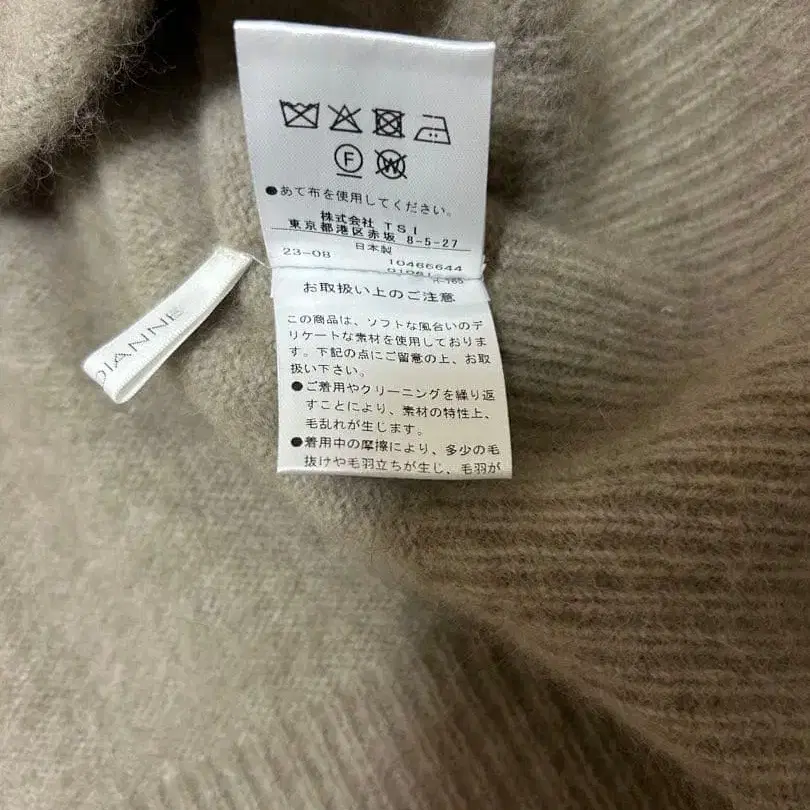 F
W
●あて布を使用してください。
株式会社 TSI
東京都港区赤坂 8-5-27
日本製
23-08 10466644
お取扱い上のご注意
この商品は、ソフトな風合いのデ
リケートな素材を使用しておりま
す。下記の点にご留意の上、お取
扱い下さい。
●ご着用やクリーニングを繰り返
すことにより、素材の特性上、
毛乱れが生じます。
●着用中の摩擦により、多少の毛
抜けや毛羽立ちが生じ、毛羽が
DIANNE